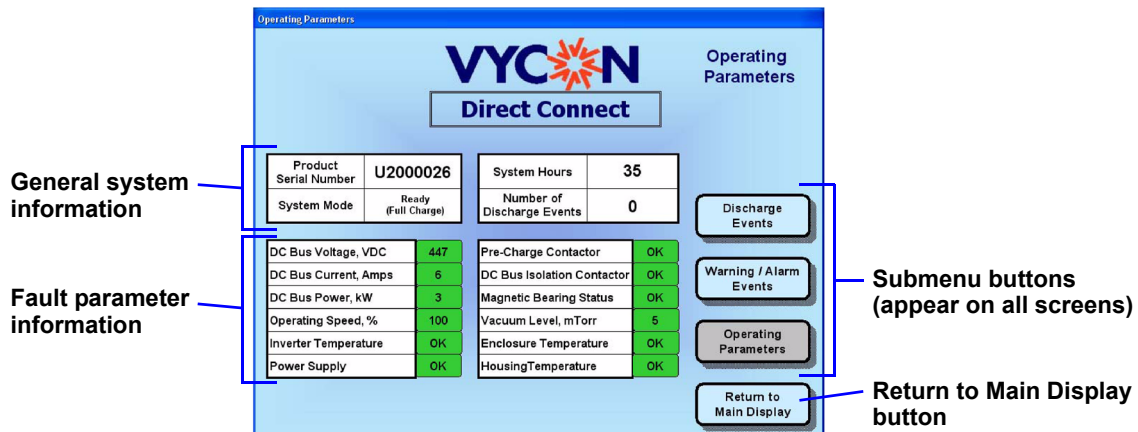 Operating Parameters
VYCON
Direct Connect
Operating
Parameters
General system
information
Product
Serial Number
U2000026
System Mode
Ready
(Full Charge)
System Hours
35
Number of
Discharge Events
0
Fault parameter
information
DC Bus Voltage, VDC 447
DC Bus Current, Amps 6
DC Bus Power, kW 3
Operating Speed, % 100
Inverter Temperature OK
Power Supply OK
Pre-Charge Contactor OK
DC Bus Isolation Contactor OK
Magnetic Bearing Status OK
Vacuum Level, mTorr 5
Enclosure Temperature OK
HousingTemperature OK
Discharge
Events
Warning / Alarm
Events
Operating
Parameters
Return to
Main Display
Submenu buttons
(appear on all screens)
Return to Main Display
button